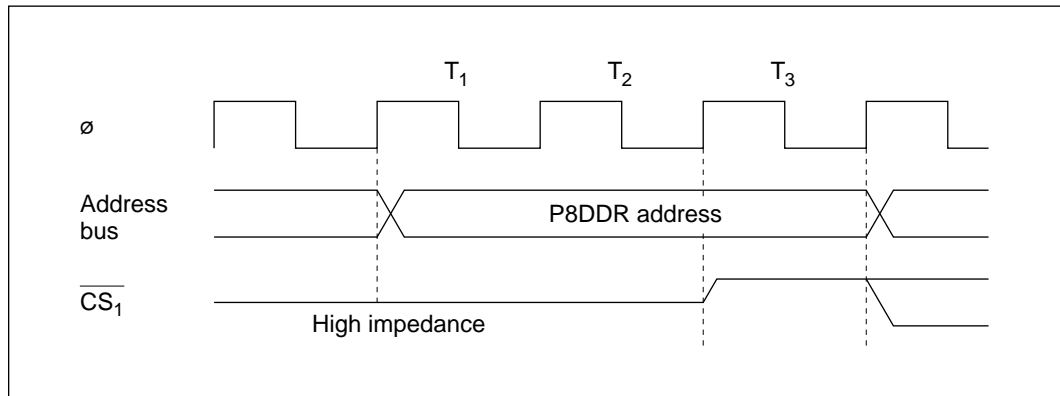 T1 T2 T3
ø
Address
bus
P8DDR address
CS1
High impedance